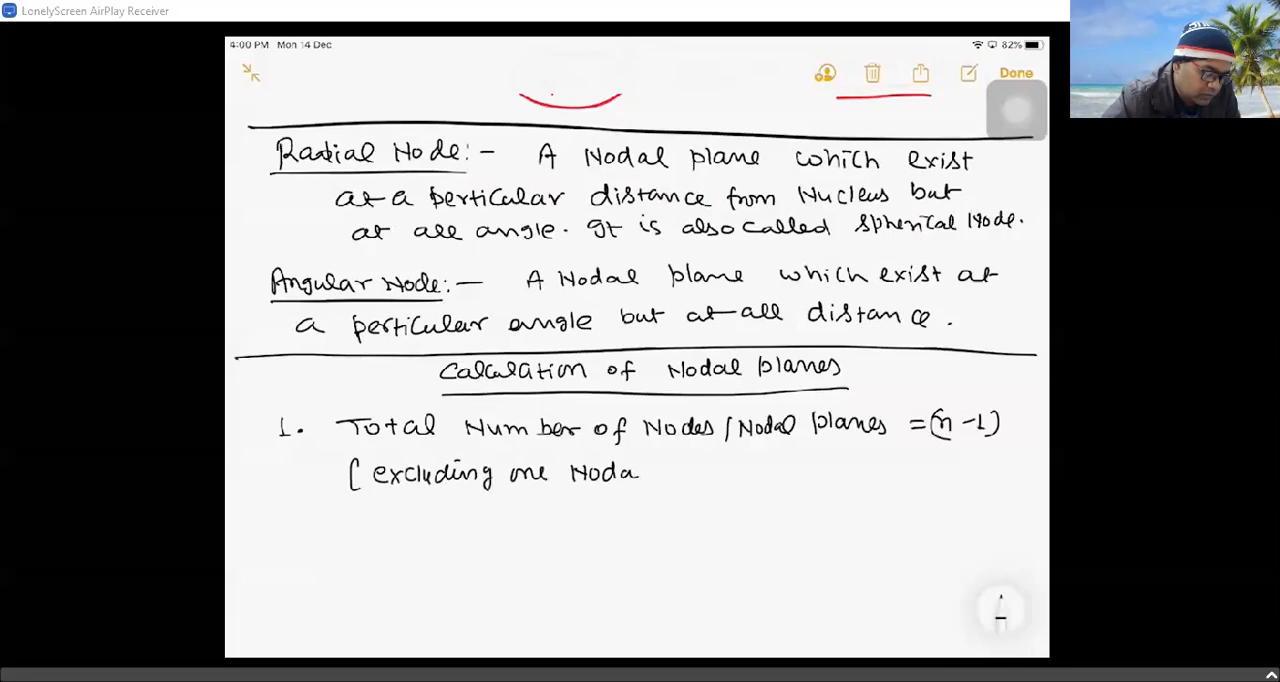 LonelyScreen AirPlay Receiver
4:00 PM Mon 14 Dec
82%
Done
Radial Node:- A Nodal plane which exist
at a perticular distance from Nucleus but
at all angle. It is also called spherical Node.
Angular Node:- A Nodal plane which exist at
a perticular angle but at all distance.
Calculation of Nodal planes
1. Total Number of Nodes/Nodal planes = (n-1)
[excluding one Noda